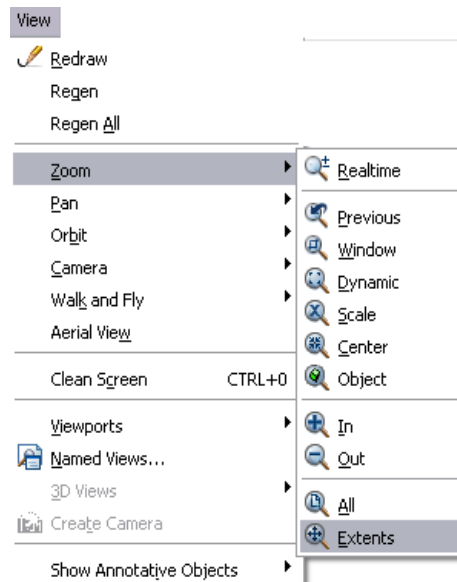 View
Redraw
Regen
Regen All
Zoom
Pan
Orbit
Camera
Walk and Fly
Aerial View
Clean Screen CTRL+0
Viewports
Named Views...
3D Views
Create Camera
Show Annotative Objects
Realtime
Previous
Window
Dynamic
Scale
Center
Object
In
Out
All
Extents